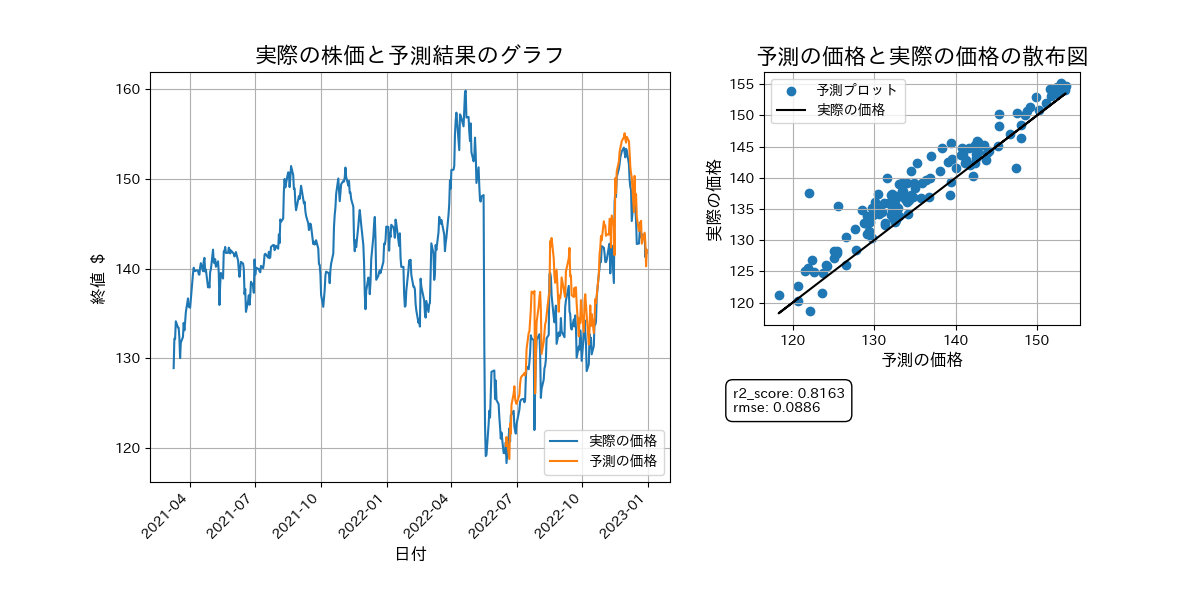 実際の株価と予測結果のグラフ
終値 $
160
150
140
130
120
2021-04
2021-07
2021-10
2022-01
2022-04
2022-07
2022-10
2023-01
日付
実際の価格
予測の価格
予測の価格と実際の価格の散布図
実際の価格
155
150
145
140
135
130
125
120
120
130
140
150
予測の価格
予測プロット
実際の価格
r2_score: 0.8163
rmse: 0.0886